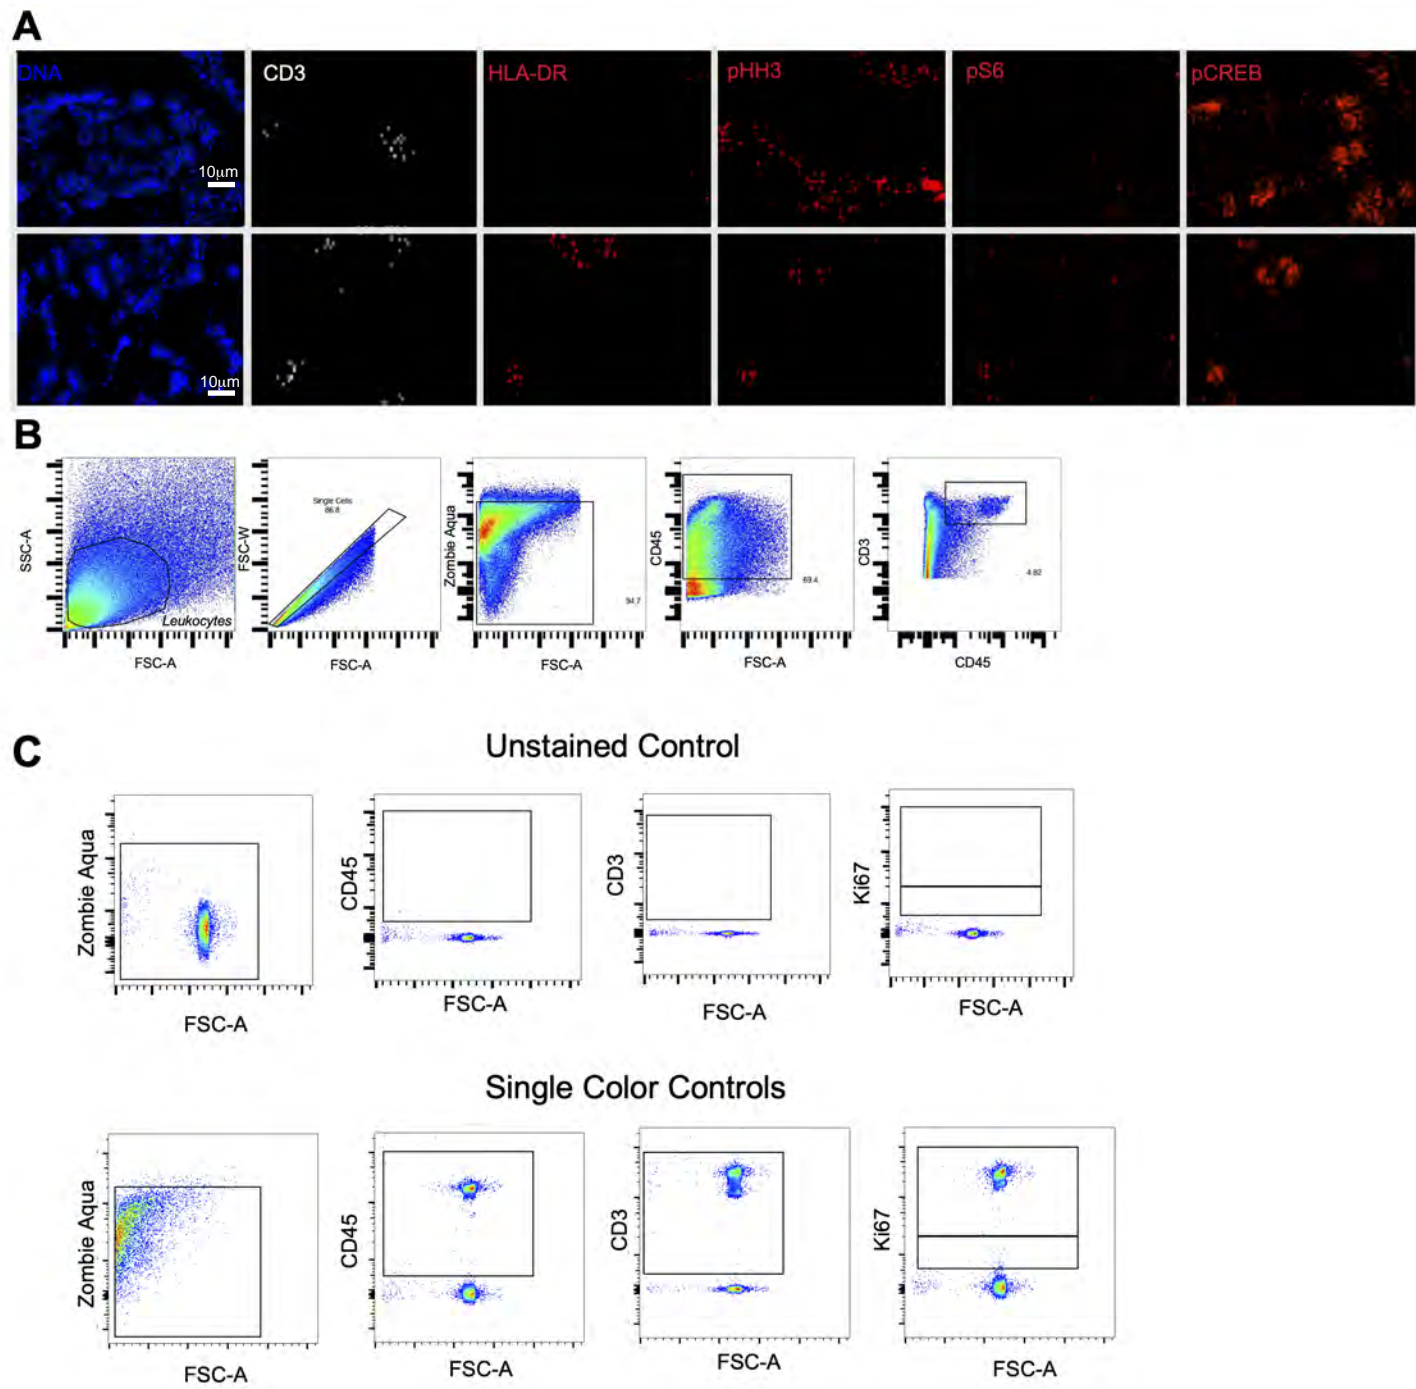 A
DNA
CD3
HLA-DR
pHH3
pS6
pCREB
10μm
10μm
B
SSC-A
Leukocytes
FSC-A
FSC-W
Single Cells
86.8
FSC-A
Zombie Aqua
94.7
FSC-A
CD45
69.4
FSC-A
CD3
4.82
CD45
C
Unstained Control
Zombie Aqua
FSC-A
CD45
FSC-A
CD3
FSC-A
Ki67
FSC-A
Single Color Controls
Zombie Aqua
FSC-A
CD45
FSC-A
CD3
FSC-A
Ki67
FSC-A